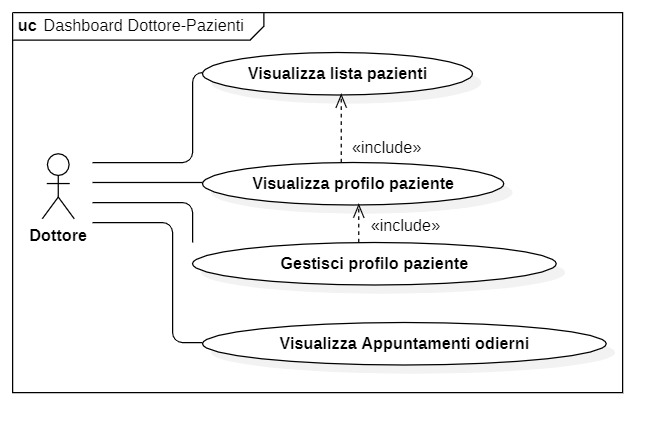 uc Dashboard Dottore-Pazienti
Visualizza lista pazienti
«include»
Visualizza profilo paziente
«include»
Dottore
Gestisci profilo paziente
Visualizza Appuntamenti odierni